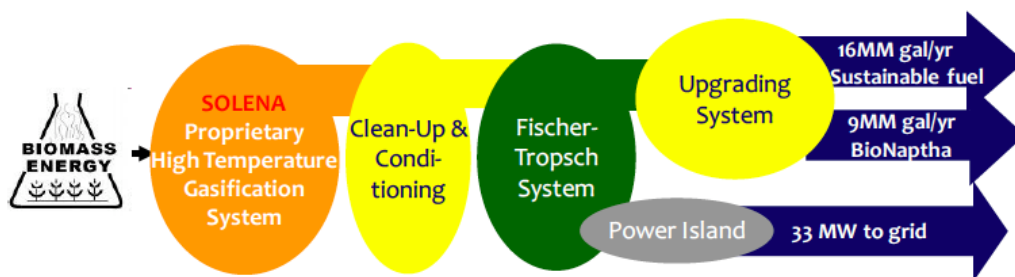 BIOMASS
ENERGY
SOLENA
Proprietary
High Temperature
Gasification
System
Clean-Up &
Condi-
tioning
Fischer-
Tropsch
System
Upgrading
System
Power Island
16MM gal/yr
Sustainable fuel
9MM gal/yr
BioNaptha
33 MW to grid